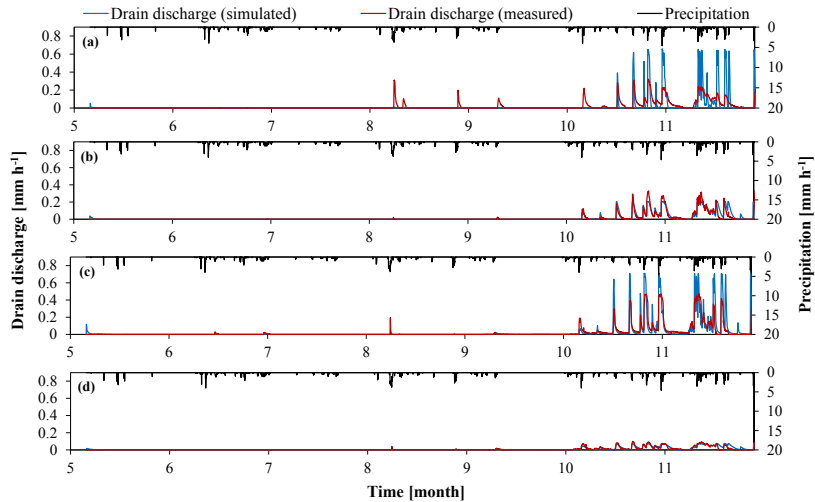 Drain discharge (simulated) Drain discharge (measured) Precipitation
0.8 (a) 0
0.6 5
0.4 10
0.2 15
0 20
5 6 7 8 9 10 11
0.8 (b) 0
0.6 5
0.4 10
0.2 15
0 20
5 6 7 8 9 10 11
0.8 (c) 0
0.6 5
0.4 10
0.2 15
0 20
5 6 7 8 9 10 11
0.8 (d) 0
0.6 5
0.4 10
0.2 15
0 20
5 6 7 8 9 10 11
Drain discharge [mm h-1]
Precipitation [mm h-1]
Time [month]